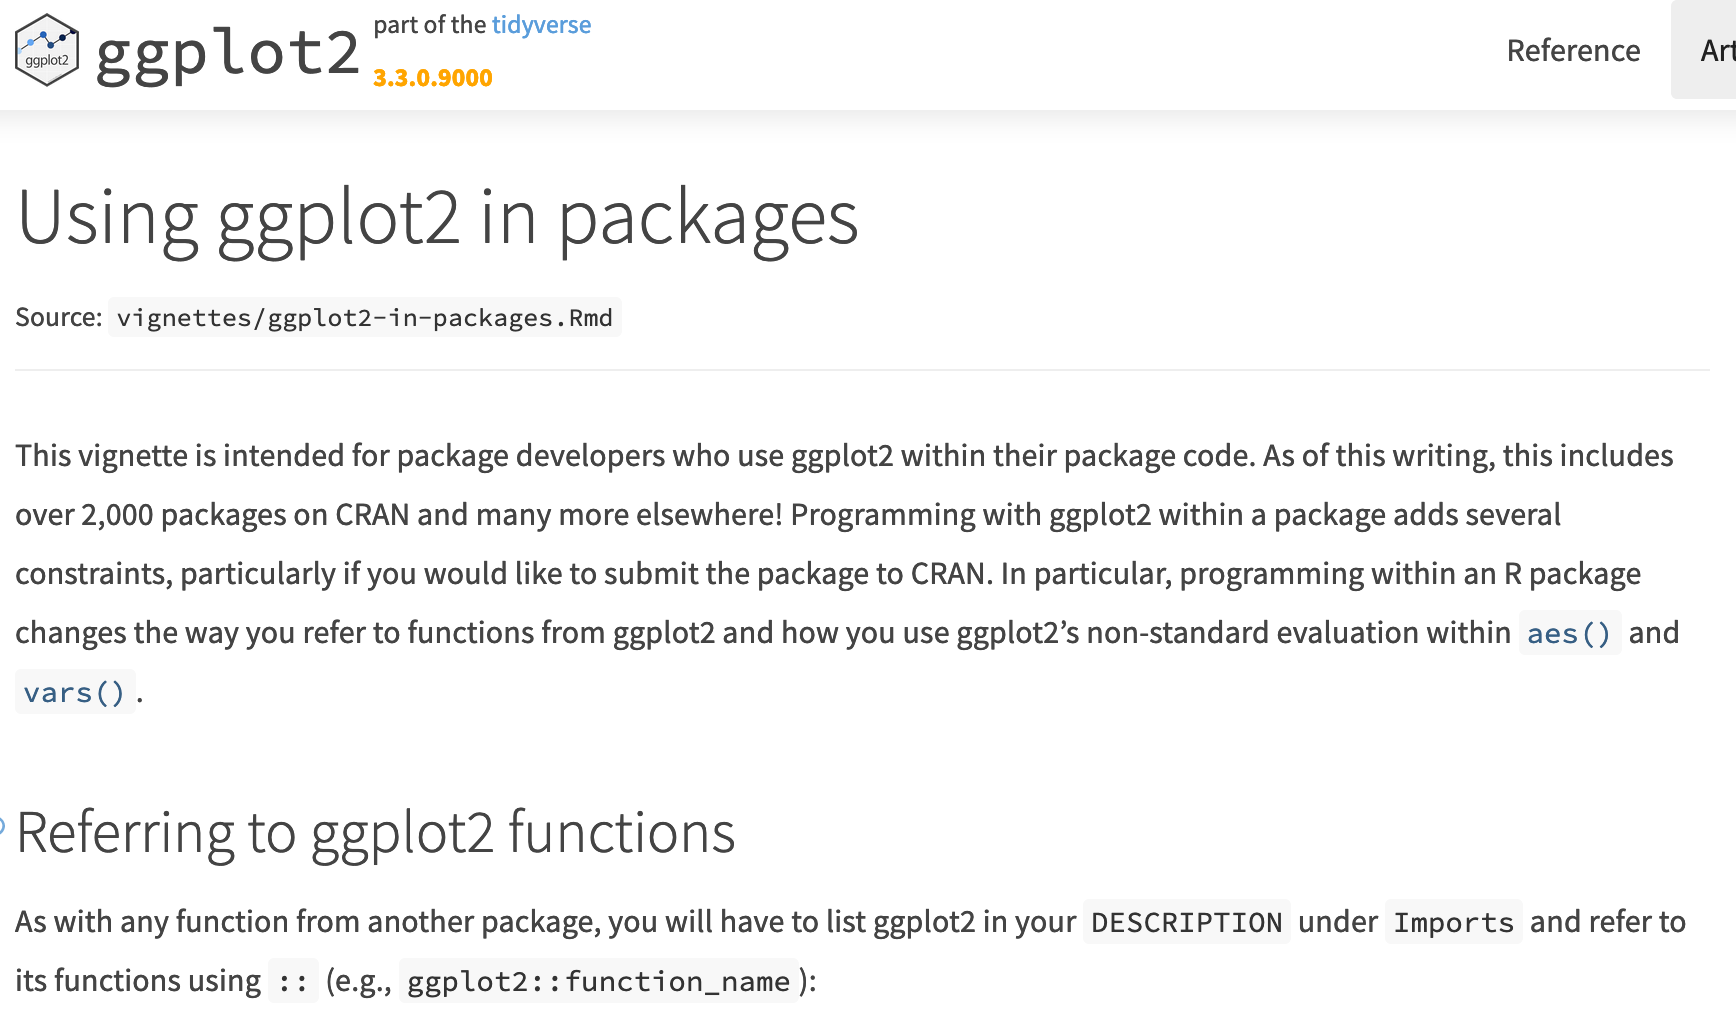 ggplot2
ggplot2
part of the tidyverse
3.3.0.9000
Reference
Art
Using ggplot2 in packages
Source: vignettes/ggplot2-in-packages.Rmd
This vignette is intended for package developers who use ggplot2 within their package code. As of this writing, this includes
over 2,000 packages on CRAN and many more elsewhere! Programming with ggplot2 within a package adds several
constraints, particularly if you would like to submit the package to CRAN. In particular, programming within an R package
changes the way you refer to functions from ggplot2 and how you use ggplot2’s non-standard evaluation within aes() and
vars().
Referring to ggplot2 functions
As with any function from another package, you will have to list ggplot2 in your DESCRIPTION under Imports and refer to
its functions using :: (e.g., ggplot2::function_name):